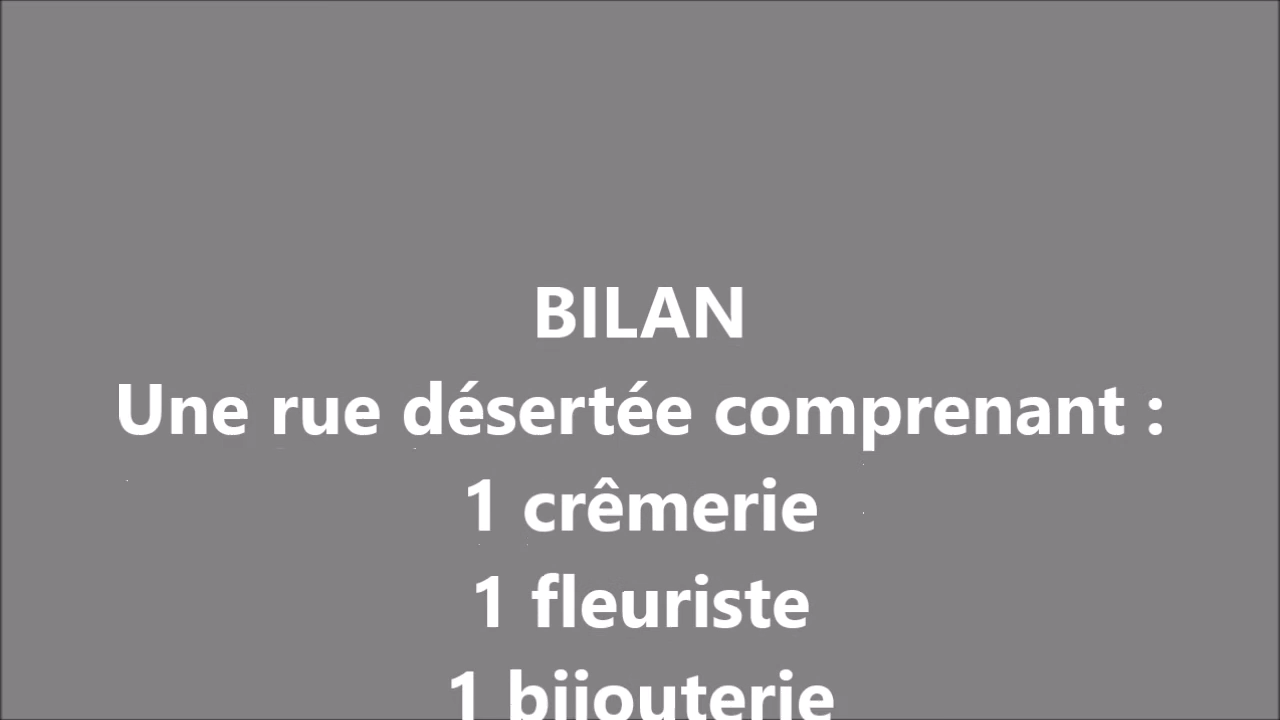 BILAN
Une rue désertée comprenant :
1 crêmerie
1 fleuriste
1 bijouterie